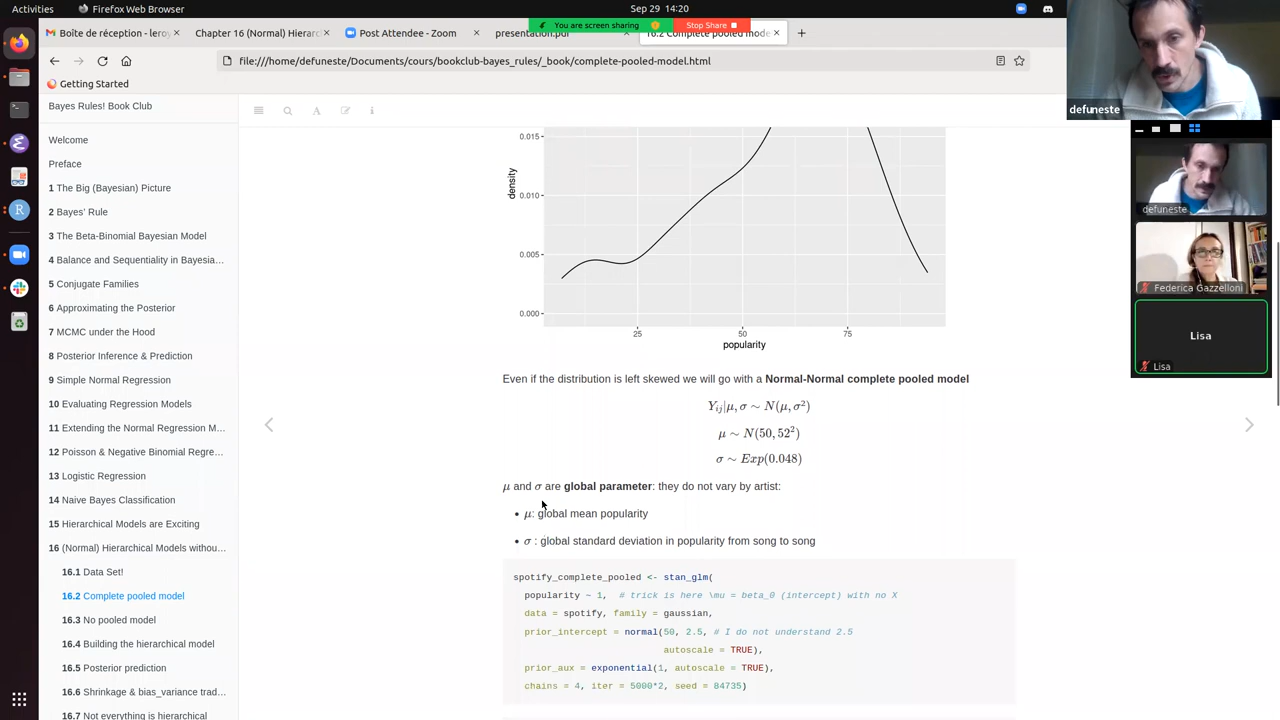 Activities
Firefox Web Browser
Sep 29 14:20
You are screen sharing
Stop Share
Boîte de réception - leroy
Chapter 16 (Normal) Hierar
Post Attendee - Zoom
presentation.pdf
16.2 Complete pooled mode
file:///home/defuneste/Documents/cours/bookclub-bayes_rules/_book/complete-pooled-model.html
Getting Started
Bayes Rules! Book Club
Welcome
Preface
1 The Big (Bayesian) Picture
2 Bayes' Rule
3 The Beta-Binomial Bayesian Model
4 Balance and Sequentiality in Bayesia...
5 Conjugate Families
6 Approximating the Posterior
7 MCMC under the Hood
8 Posterior Inference & Prediction
9 Simple Normal Regression
10 Evaluating Regression Models
11 Extending the Normal Regression M...
12 Poisson & Negative Binomial Regre...
13 Logistic Regression
14 Naive Bayes Classification
15 Hierarchical Models are Exciting
16 (Normal) Hierarchical Models withou...
16.1 Data Set!
16.2 Complete pooled model
16.3 No pooled model
16.4 Building the hierarchical model
16.5 Posterior prediction
16.6 Shrinkage & bias_variance trad...
16.7 Not everything is hierarchical
0.015
0.010
0.005
0.000
density
25
50
75
popularity
Even if the distribution is left skewed we will go with a Normal-Normal complete pooled model
Y_{ij}|μ, σ ∼ N(μ, σ²)
μ ∼ N(50, 52²)
σ ∼ Exp(0.048)
μ and σ are global parameter: they do not vary by artist:
• μ: global mean popularity
• σ : global standard deviation in popularity from song to song
spotify_complete_pooled <- stan_glm(
popularity ~ 1,  # trick is here \mu = beta_0 (intercept) with no X
data = spotify, family = gaussian,
prior_intercept = normal(50, 2.5, # I do not understand 2.5
autoscale = TRUE),
prior_aux = exponential(1, autoscale = TRUE),
chains = 4, iter = 5000*2, seed = 84735)
defuneste
defuneste
Federica Gazzelloni
Lisa
Lisa